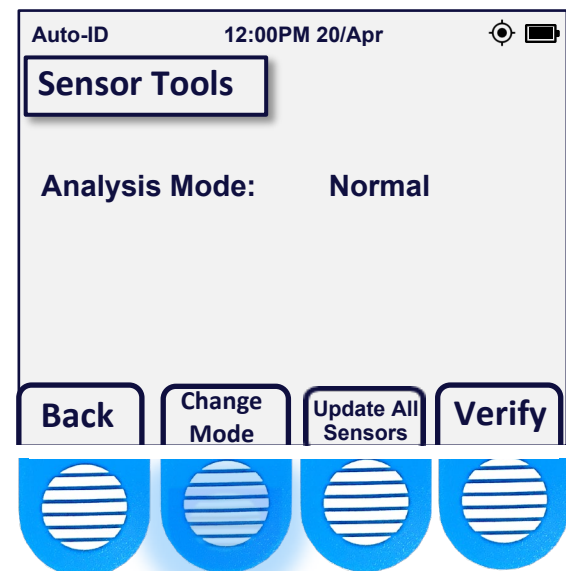 Auto-ID 12:00PM 20/Apr
Sensor Tools
Analysis Mode: Normal
Back Change Mode Update All Sensors Verify